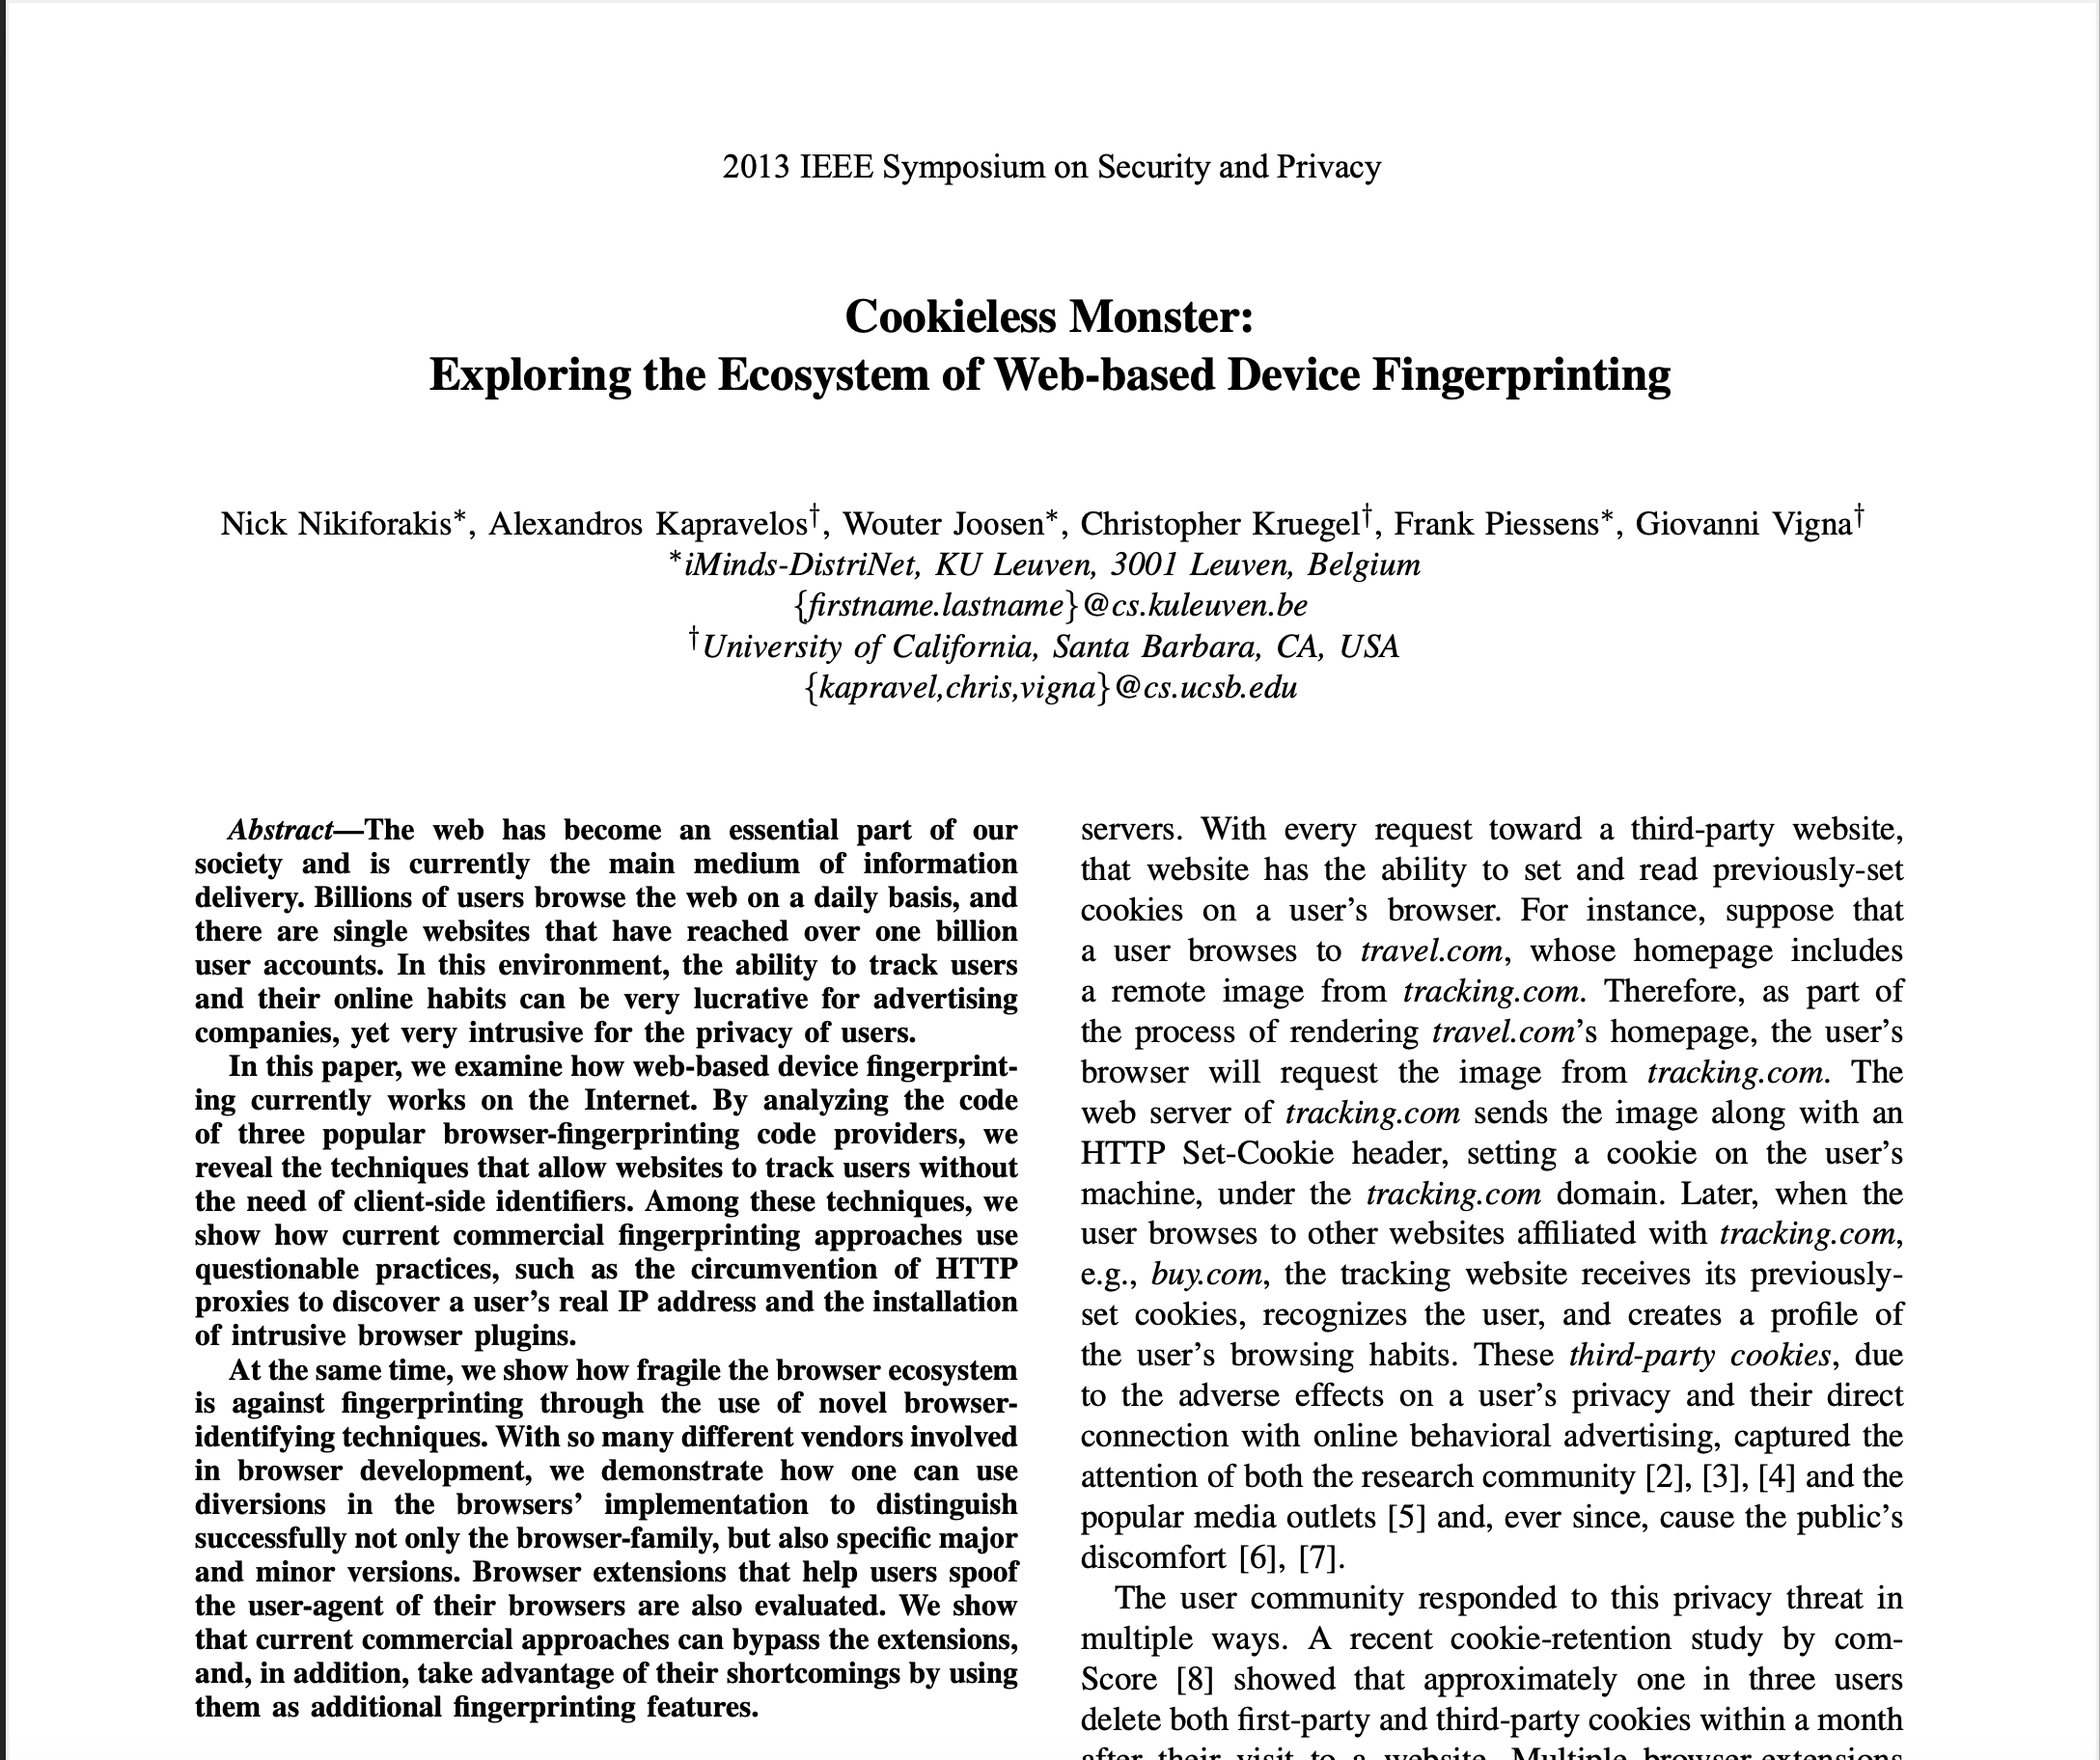 2013 IEEE Symposium on Security and Privacy
Cookieless Monster:
Exploring the Ecosystem of Web-based Device Fingerprinting
Nick Nikiforakis*, Alexandros Kapravelos†, Wouter Joosen*, Christopher Kruegel†, Frank Piessens*, Giovanni Vigna†
*iMinds-DistriNet, KU Leuven, 3001 Leuven, Belgium
{firstname.lastname}@cs.kuleuven.be
†University of California, Santa Barbara, CA, USA
{kapravel,chris,vigna}@cs.ucsb.edu
Abstract—The web has become an essential part of our
society and is currently the main medium of information
delivery. Billions of users browse the web on a daily basis, and
there are single websites that have reached over one billion
user accounts. In this environment, the ability to track users
and their online habits can be very lucrative for advertising
companies, yet very intrusive for the privacy of users.
In this paper, we examine how web-based device fingerprint-
ing currently works on the Internet. By analyzing the code
of three popular browser-fingerprinting code providers, we
reveal the techniques that allow websites to track users without
the need of client-side identifiers. Among these techniques, we
show how current commercial fingerprinting approaches use
questionable practices, such as the circumvention of HTTP
proxies to discover a user's real IP address and the installation
of intrusive browser plugins.
At the same time, we show how fragile the browser ecosystem
is against fingerprinting through the use of novel browser-
identifying techniques. With so many different vendors involved
in browser development, we demonstrate how one can use
diversions in the browsers' implementation to distinguish
successfully not only the browser-family, but also specific major
and minor versions. Browser extensions that help users spoof
the user-agent of their browsers are also evaluated. We show
that current commercial approaches can bypass the extensions,
and, in addition, take advantage of their shortcomings by using
them as additional fingerprinting features.
servers. With every request toward a third-party website,
that website has the ability to set and read previously-set
cookies on a user's browser. For instance, suppose that
a user browses to travel.com, whose homepage includes
a remote image from tracking.com. Therefore, as part of
the process of rendering travel.com's homepage, the user's
browser will request the image from tracking.com. The
web server of tracking.com sends the image along with an
HTTP Set-Cookie header, setting a cookie on the user's
machine, under the tracking.com domain. Later, when the
user browses to other websites affiliated with tracking.com,
e.g., buy.com, the tracking website receives its previously-
set cookies, recognizes the user, and creates a profile of
the user's browsing habits. These third-party cookies, due
to the adverse effects on a user's privacy and their direct
connection with online behavioral advertising, captured the
attention of both the research community [2], [3], [4] and the
popular media outlets [5] and, ever since, cause the public's
discomfort [6], [7].
The user community responded to this privacy threat in
multiple ways. A recent cookie-retention study by com-
Score [8] showed that approximately one in three users
delete both first-party and third-party cookies within a month
after their visit to a website. Multiple browser-extensions